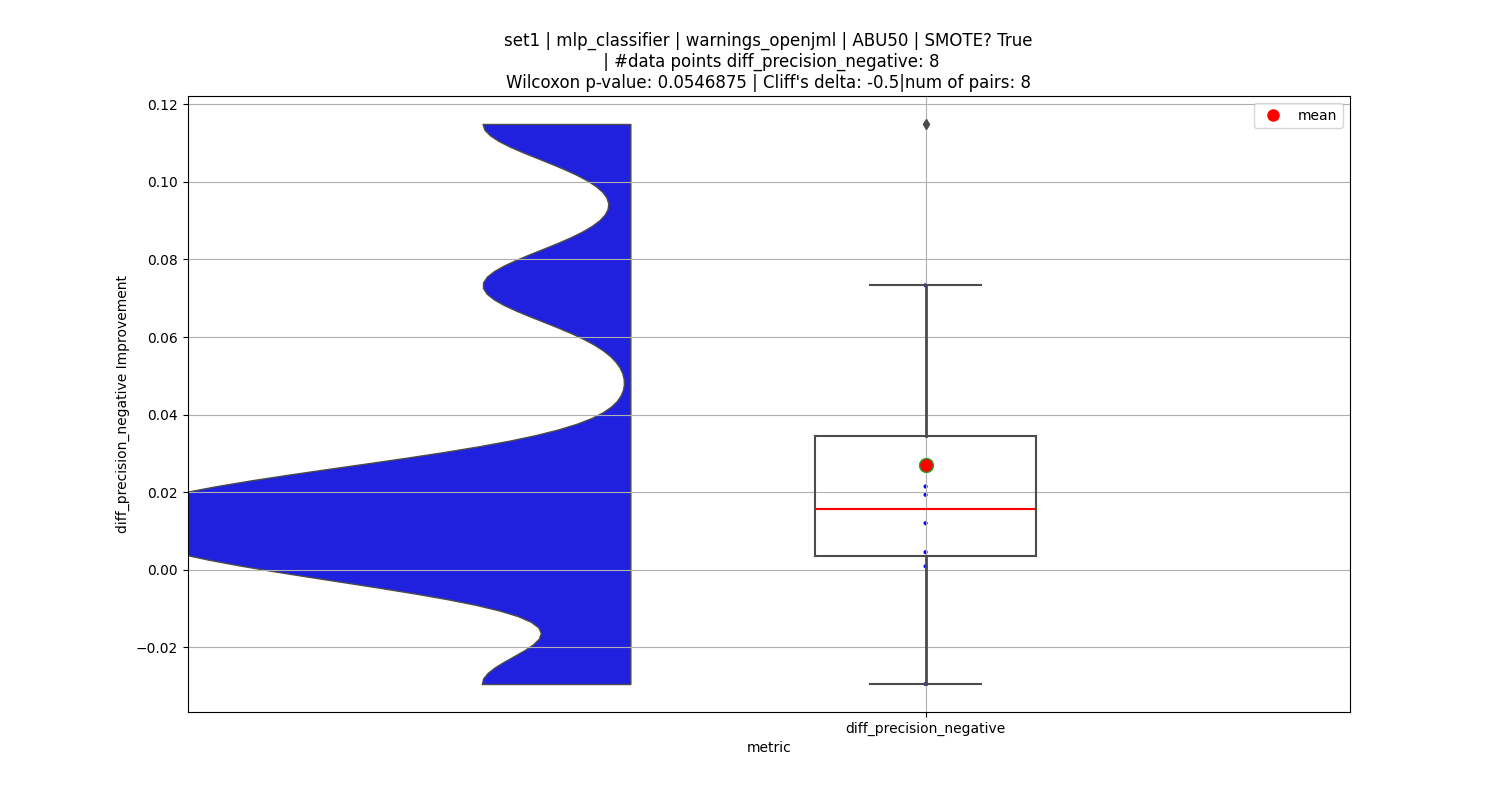 set1 | mlp_classifier | warnings_openjml | ABU50 | SMOTE? True
| #data points diff_precision_negative: 8
Wilcoxon p-value: 0.0546875 | Cliff's delta: -0.5|num of pairs: 8
mean
0.12
0.10
0.08
0.06
0.04
0.02
0.00
−0.02
diff_precision_negative Improvement
diff_precision_negative
metric